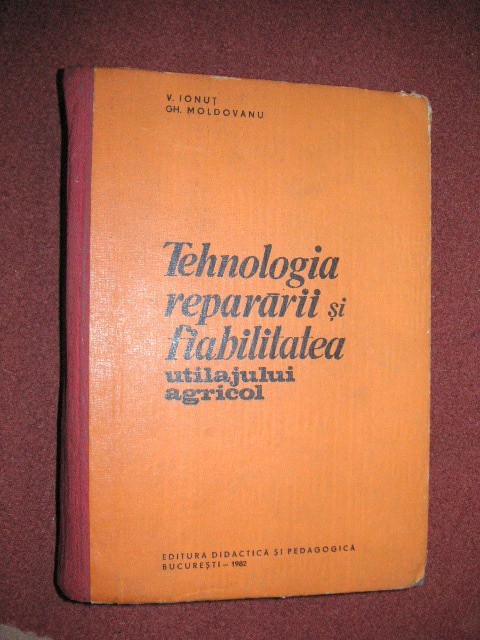 V. IONUȚ
GH. MOLDOVANU
Tehnologia
reparării și
fiabilitatea
utilajului
agricol
EDITURA DIDACTICĂ ȘI PEDAGOGICĂ
BUCUREȘTI – 1982